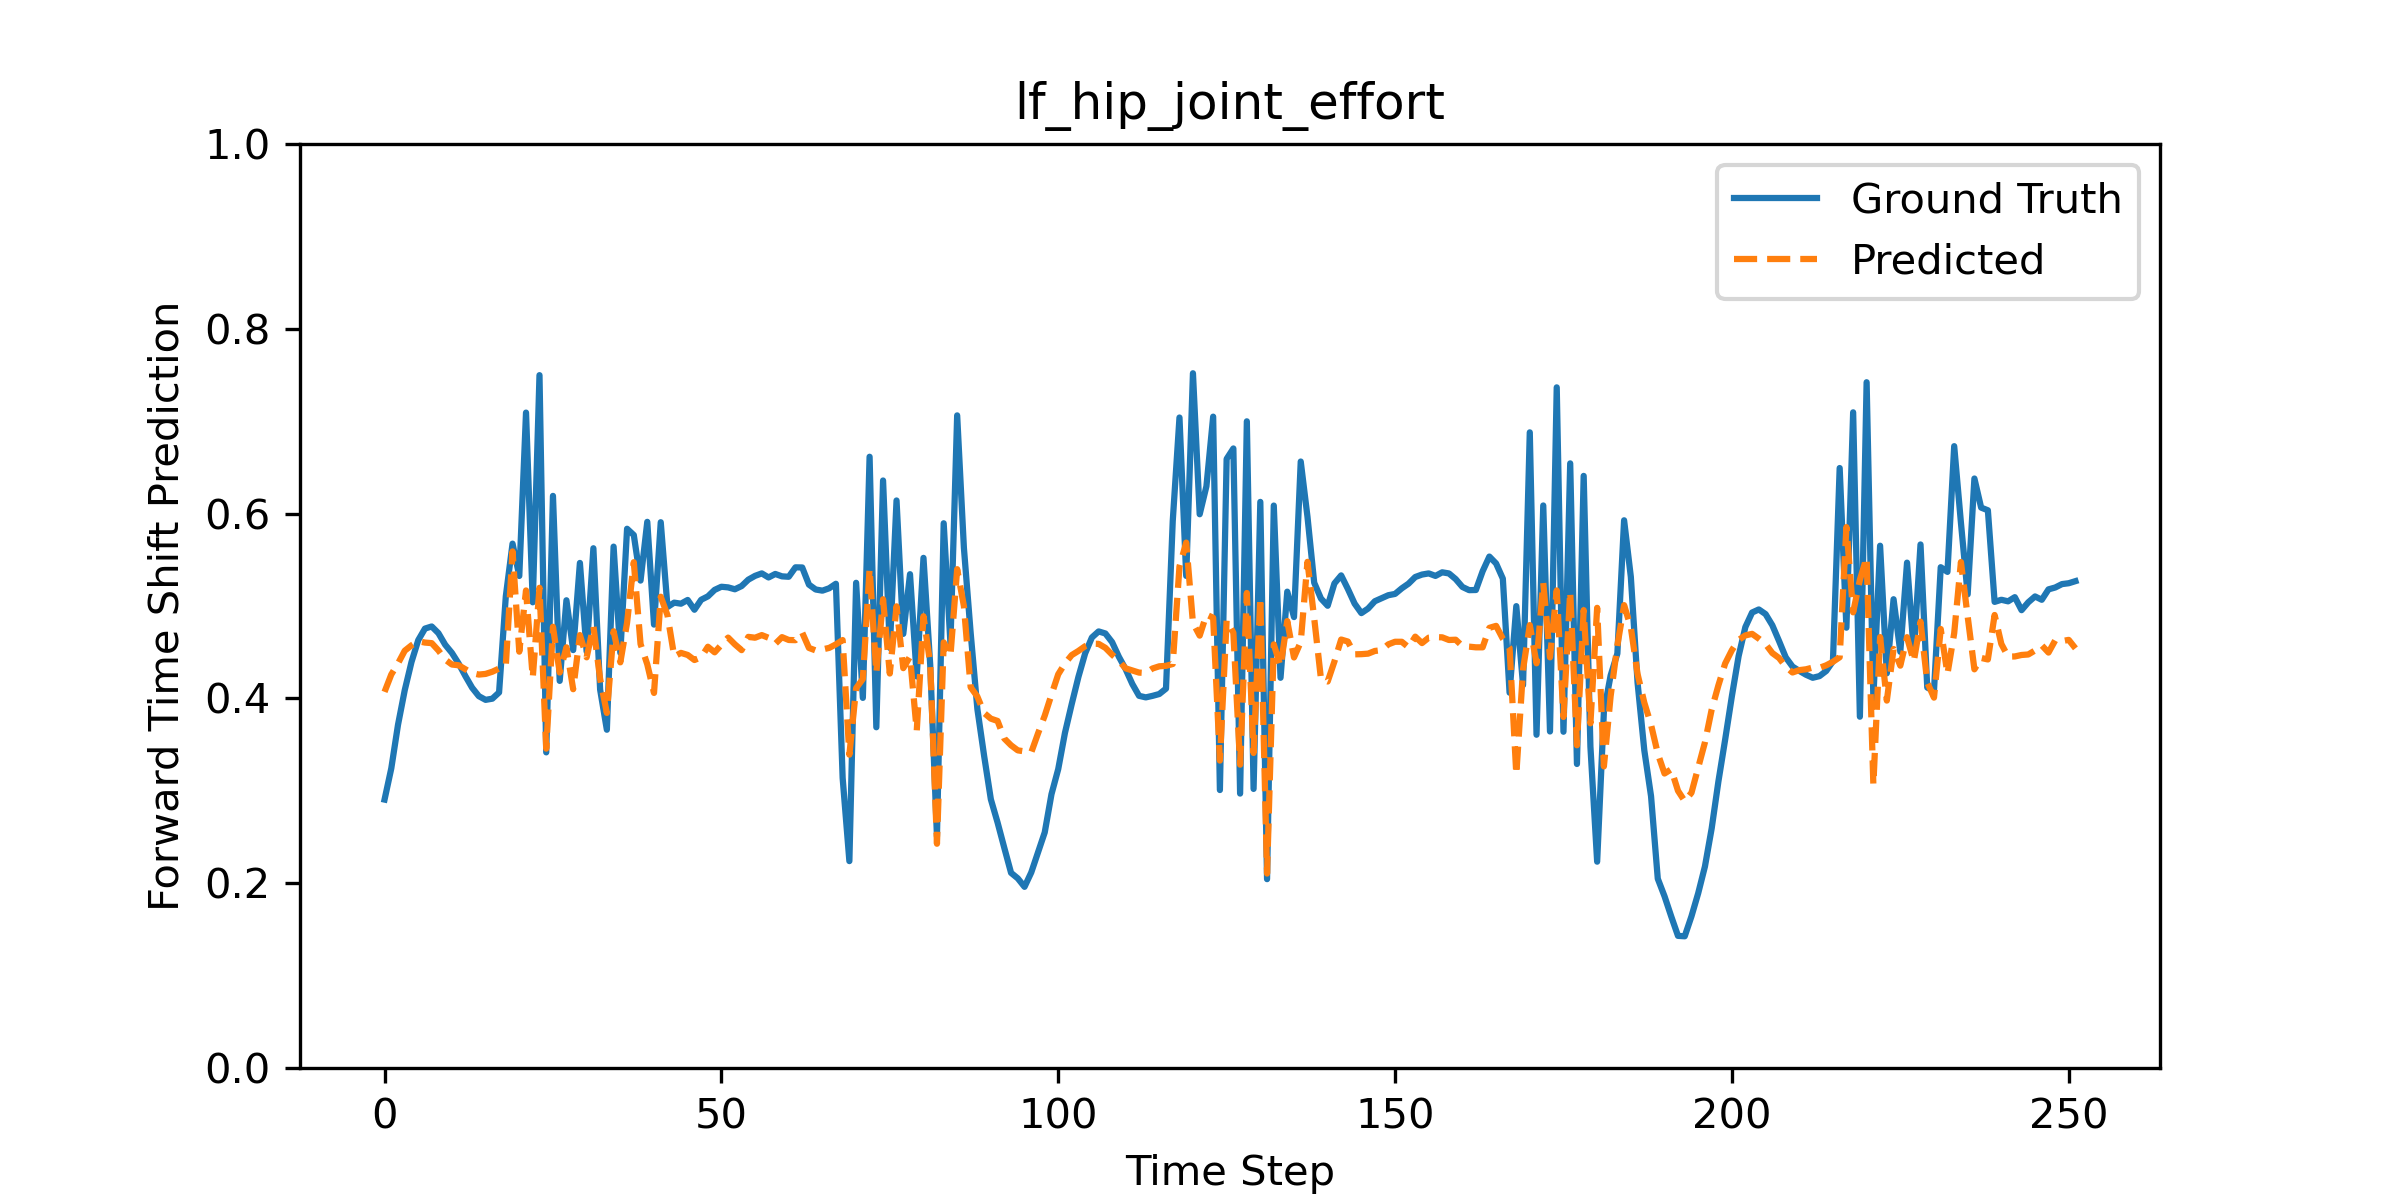 lf_hip_joint_effort
1.0
0.8
0.6
0.4
0.2
0.0
Forward Time Shift Prediction
Ground Truth
Predicted
0 50 100 150 200 250
Time Step